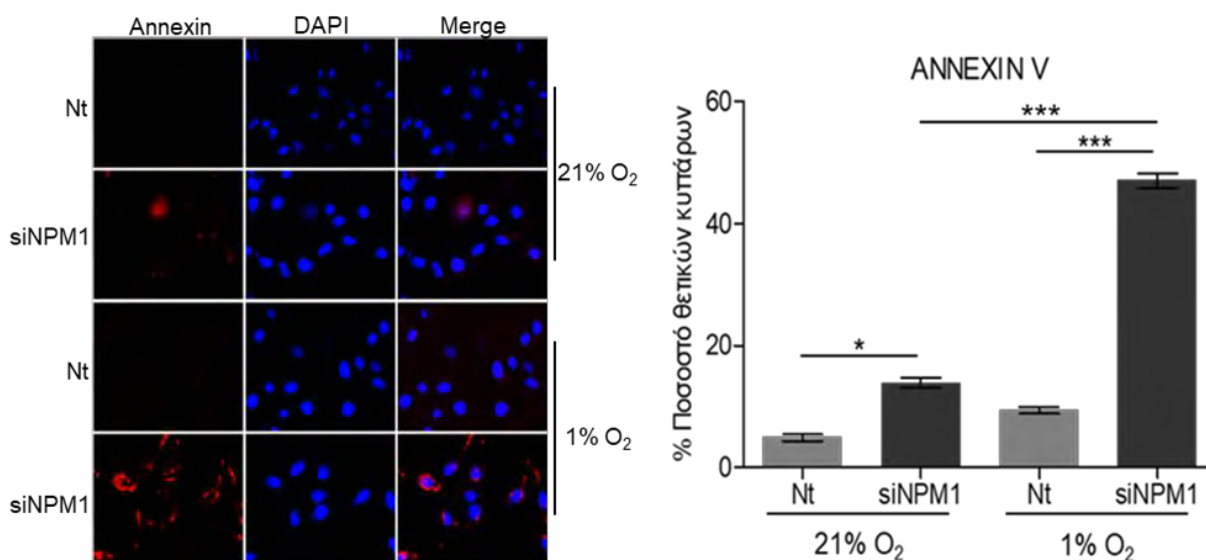 Annexin DAPI Merge
Nt
siNPM1
21% O₂
Nt
siNPM1
1% O₂
ANNEXIN V
% Ποσοστό θετικών κυπάρων
60
40
20
0
***
***
*
Nt siNPM1 Nt siNPM1
21% O₂ 1% O₂